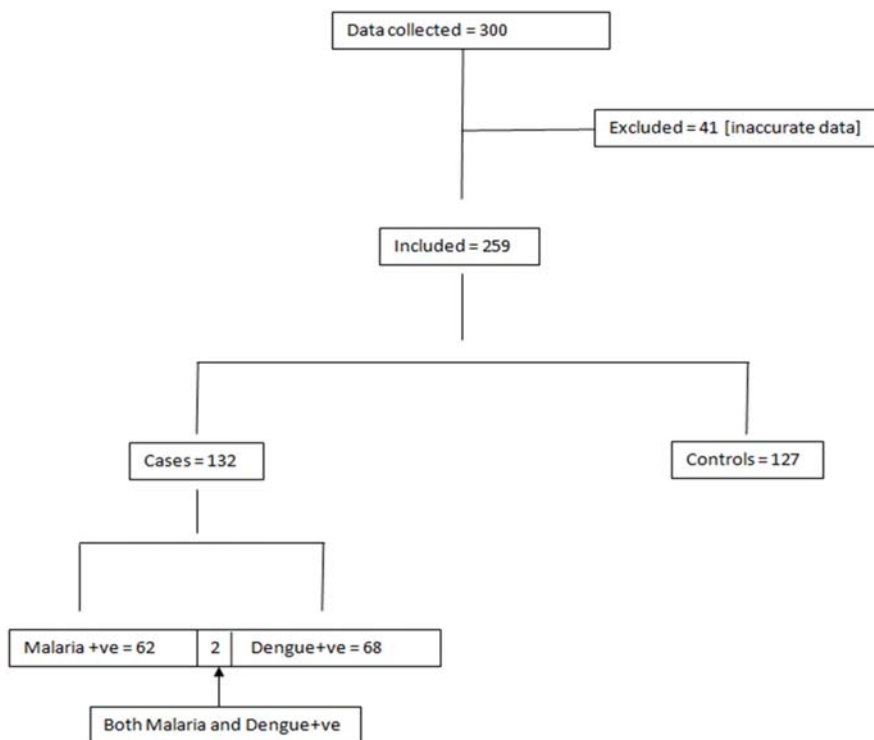 Data collected = 300
Excluded = 41 [inaccurate data]
Included = 259
Cases = 132
Controls = 127
Malaria +ve = 62
2
Dengue+ve = 68
Both Malaria and Dengue+ve